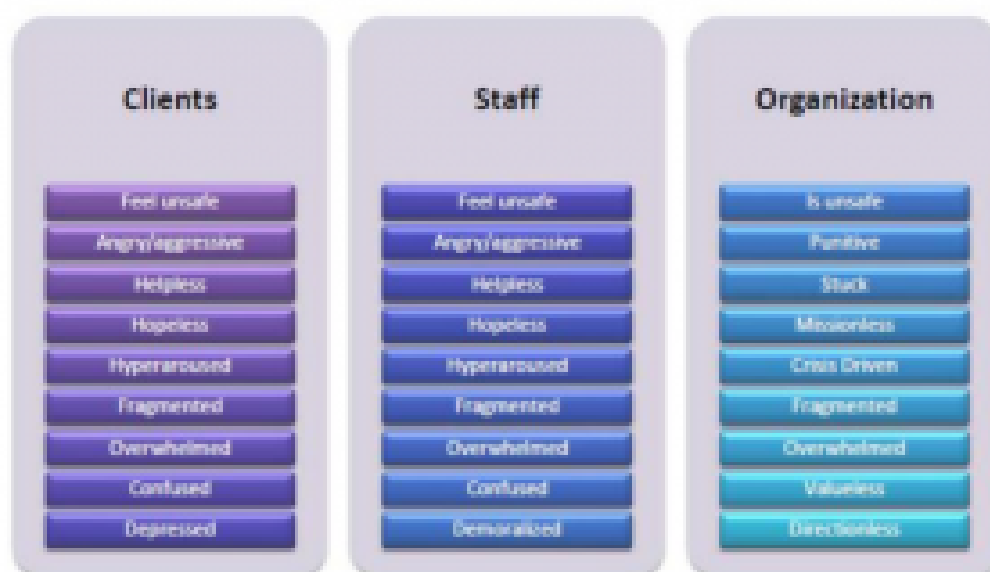 Clients
Feel unsafe
Angry/aggressive
Helpless
Hopeless
Hyperaroused
Fragmented
Overwhelmed
Confused
Depressed
Staff
Feel unsafe
Angry/aggressive
Helpless
Hopeless
Hyperaroused
Fragmented
Overwhelmed
Confused
Demoralized
Organization
Is unsafe
Punitive
Stuck
Missionless
Crisis Driven
Fragmented
Overwhelmed
Valueless
Directionless